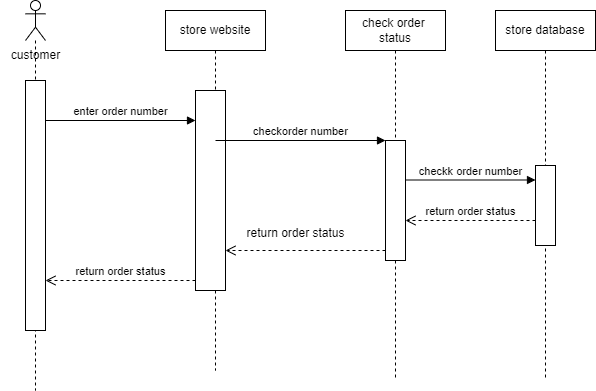 customer
store website
check order
status
store database
enter order number
checkorder number
checkk order number
return order status
return order status
return order status